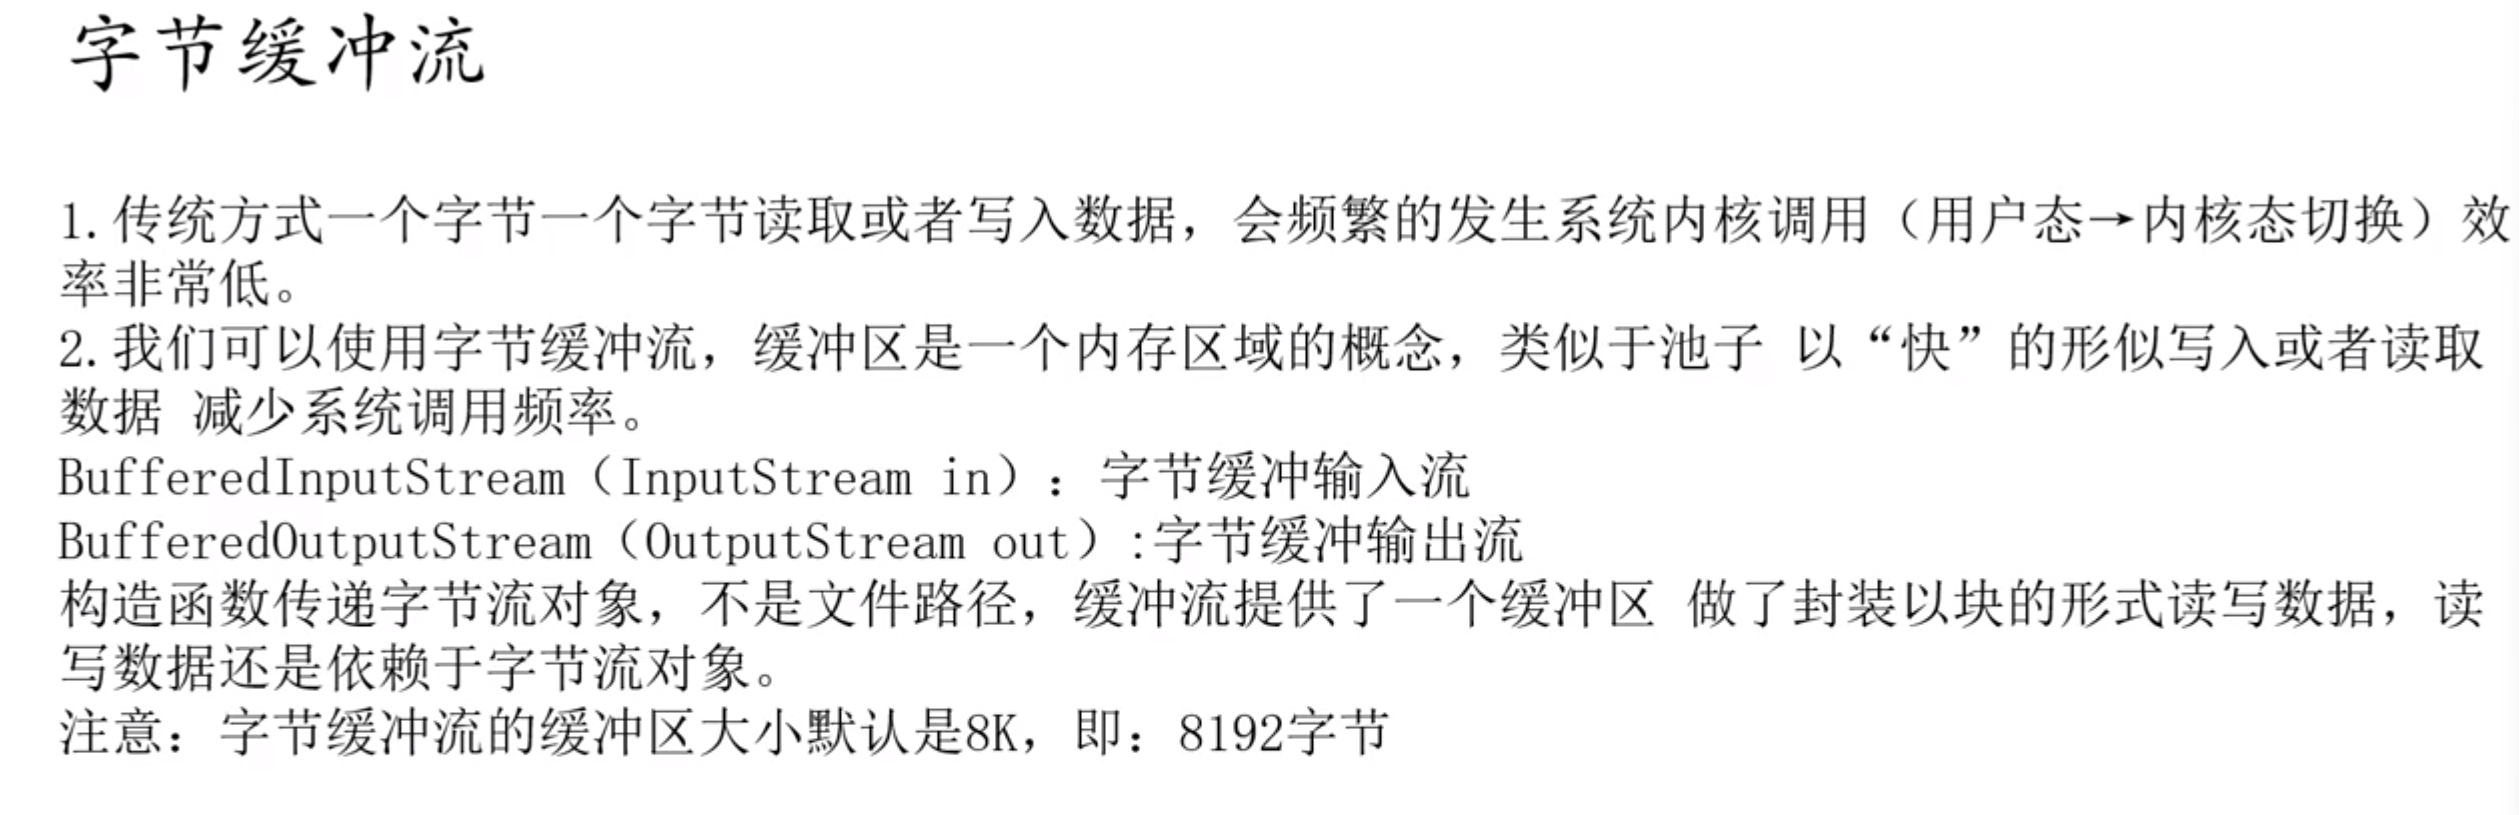 字节缓冲流
1.传统方式一个字节一个字节读取或者写入数据，会频繁的发生系统内核调用（用户态→内核态切换）效
率非常低。
2.我们可以使用字节缓冲流，缓冲区是一个内存区域的概念，类似于池子 以“快”的形似写入或者读取
数据 减少系统调用频率。
BufferedInputStream（InputStream in）：字节缓冲输入流
BufferedOutputStream（OutputStream out）:字节缓冲输出流
构造函数传递字节流对象，不是文件路径，缓冲流提供了一个缓冲区 做了封装以块的形式读写数据，读
写数据还是依赖于字节流对象。
注意：字节缓冲流的缓冲区大小默认是8K，即：8192字节